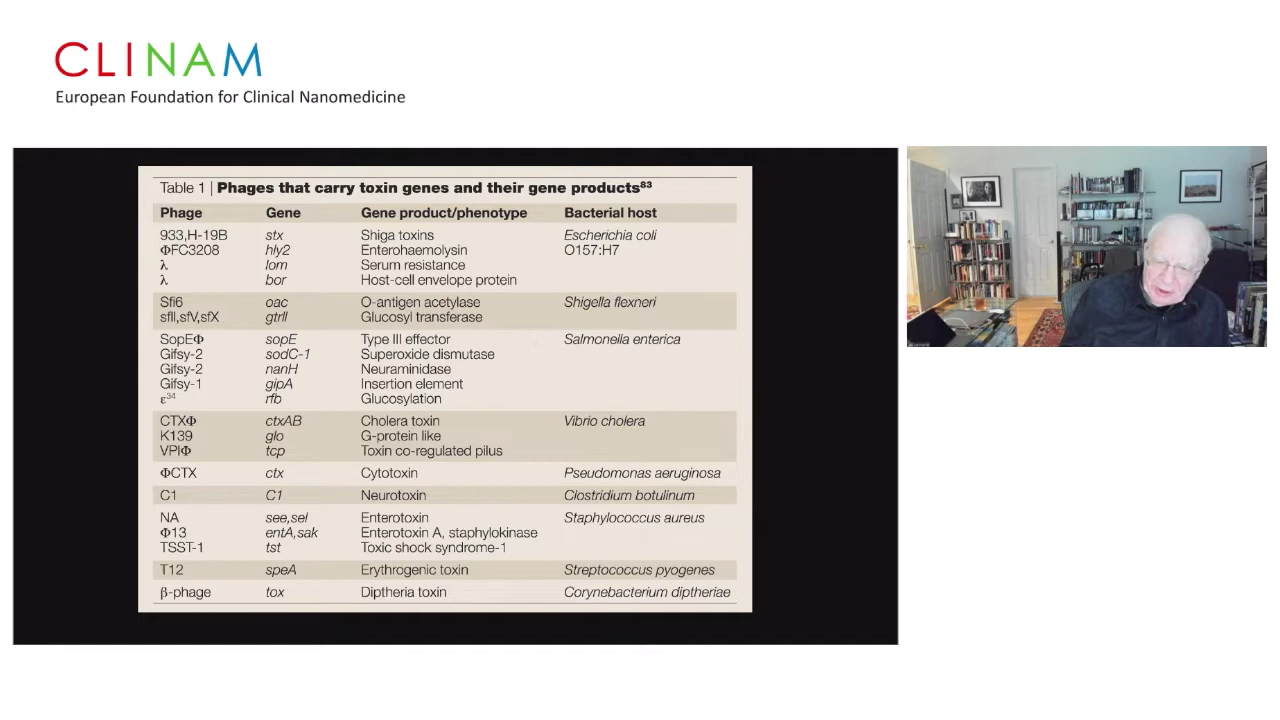 CLINAM
European Foundation for Clinical Nanomedicine
Table 1 | Phages that carry toxin genes and their gene products83
Phage Gene Gene product/phenotype Bacterial host
933,H-19B stx Shiga toxins Escherichia coli
ΦFC3208 hly2 Enterohaemolysin O157:H7
λ lom Serum resistance
λ bor Host-cell envelope protein
Sfi6 oac O-antigen acetylase Shigella flexneri
sfII,sfV,sfX gtrII Glucosyl transferase
SopEΦ sopE Type III effector Salmonella enterica
Gifsy-2 sodC-1 Superoxide dismutase
Gifsy-2 nanH Neuraminidase
Gifsy-1 gipA Insertion element
ε34 rfb Glucosylation
CTXΦ ctxAB Cholera toxin Vibrio cholera
K139 glo G-protein like
VPIΦ tcp Toxin co-regulated pilus
ΦCTX ctx Cytotoxin Pseudomonas aeruginosa
C1 C1 Neurotoxin Clostridium botulinum
NA see,sel Enterotoxin Staphylococcus aureus
Φ13 entA,sak Enterotoxin A, staphylokinase
TSST-1 tst Toxic shock syndrome-1
T12 speA Erythrogenic toxin Streptococcus pyogenes
β-phage tox Diptheria toxin Corynebacterium diptheriae